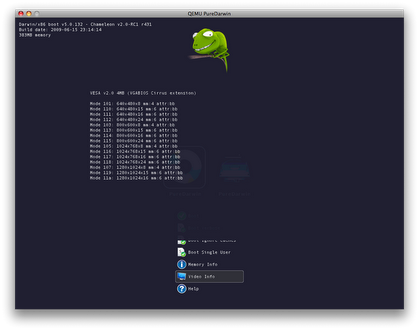 QEMU PureDarwin
Darwin/x86 boot v5.0.132 - Chameleon v2.0-RC1 r431
Build date: 2009-06-15 23:14:14
383MB memory
VESA v2.0 4MB (VGABIOS Cirrus extension)
Mode 101: 640x480x8 mm:4 attr:bb
Mode 110: 640x480x15 mm:6 attr:bb
Mode 111: 640x480x16 mm:6 attr:bb
Mode 112: 640x480x24 mm:6 attr:bb
Mode 103: 800x600x8 mm:4 attr:bb
Mode 113: 800x600x15 mm:6 attr:bb
Mode 114: 800x600x16 mm:6 attr:bb
Mode 115: 800x600x24 mm:6 attr:bb
Mode 105: 1024x768x8 mm:4 attr:bb
Mode 116: 1024x768x15 mm:6 attr:bb
Mode 117: 1024x768x16 mm:6 attr:bb
Mode 118: 1024x768x24 mm:6 attr:bb
Mode 107: 1280x1024x8 mm:4 attr:bb
Mode 119: 1280x1024x15 mm:6 attr:bb
Mode 11a: 1280x1024x16 mm:6 attr:bb
Boot Ignore Caches
Boot Single User
Memory Info
Video Info
Help